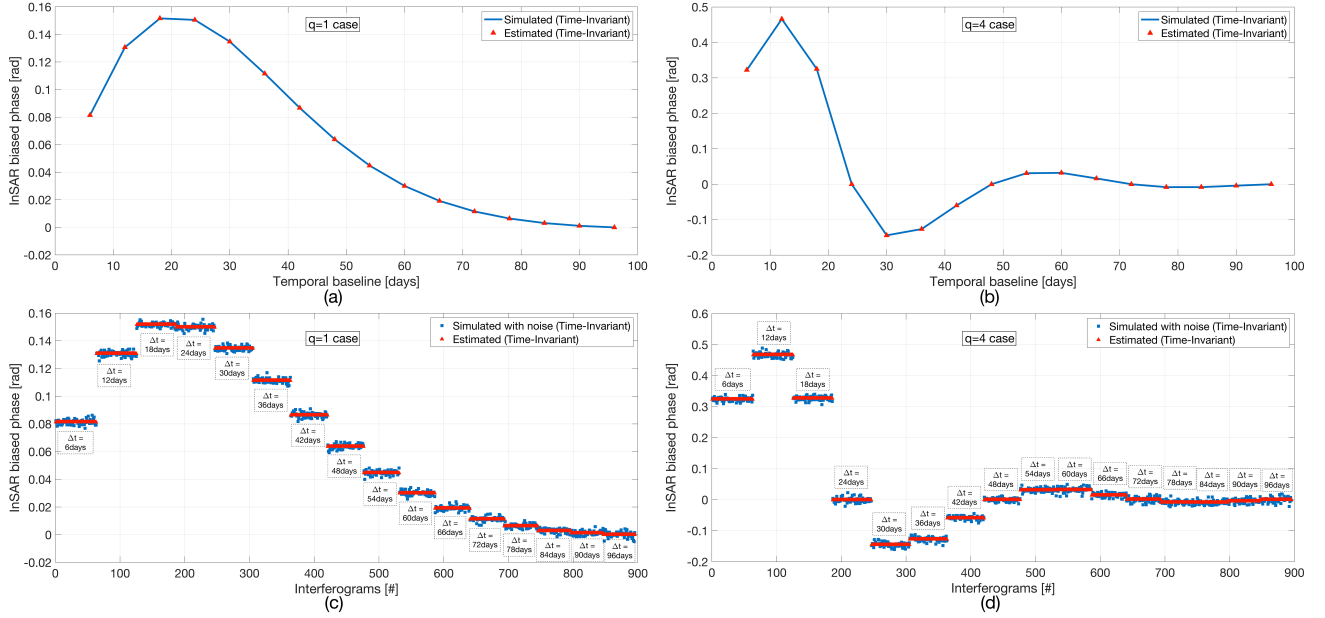 0.16
0.14
0.12
0.1
0.08
0.06
0.04
0.02
0
-0.02
InSAR biased phase [rad]
q=1 case
Simulated (Time-Invariant)
Estimated (Time-Invariant)
0 10 20 30 40 50 60 70 80 90 100
Temporal baseline [days]
(a)
0.5
0.4
0.3
0.2
0.1
0
-0.1
-0.2
InSAR biased phase [rad]
q=4 case
Simulated (Time-Invariant)
Estimated (Time-Invariant)
0 10 20 30 40 50 60 70 80 90 100
Temporal baseline [days]
(b)
0.16
0.14
0.12
0.1
0.08
0.06
0.04
0.02
0
-0.02
InSAR biased phase [rad]
q=1 case
Simulated with noise (Time-Invariant)
Estimated (Time-Invariant)
Δt =
6days
Δt =
12days
Δt =
18days
Δt =
24days
Δt =
30days
Δt =
36days
Δt =
42days
Δt =
48days
Δt =
54days
Δt =
60days
Δt =
66days
Δt =
72days
Δt =
78days
Δt =
84days
Δt =
90days
Δt =
96days
0 100 200 300 400 500 600 700 800 900
Interferograms [#]
(c)
0.6
0.5
0.4
0.3
0.2
0.1
0
-0.1
-0.2
InSAR biased phase [rad]
q=4 case
Simulated with noise (Time-Invariant)
Estimated (Time-Invariant)
Δt =
6days
Δt =
12days
Δt =
18days
Δt =
24days
Δt =
30days
Δt =
36days
Δt =
42days
Δt =
48days
Δt =
54days
Δt =
60days
Δt =
66days
Δt =
72days
Δt =
78days
Δt =
84days
Δt =
90days
Δt =
96days
0 100 200 300 400 500 600 700 800 900
Interferograms [#]
(d)